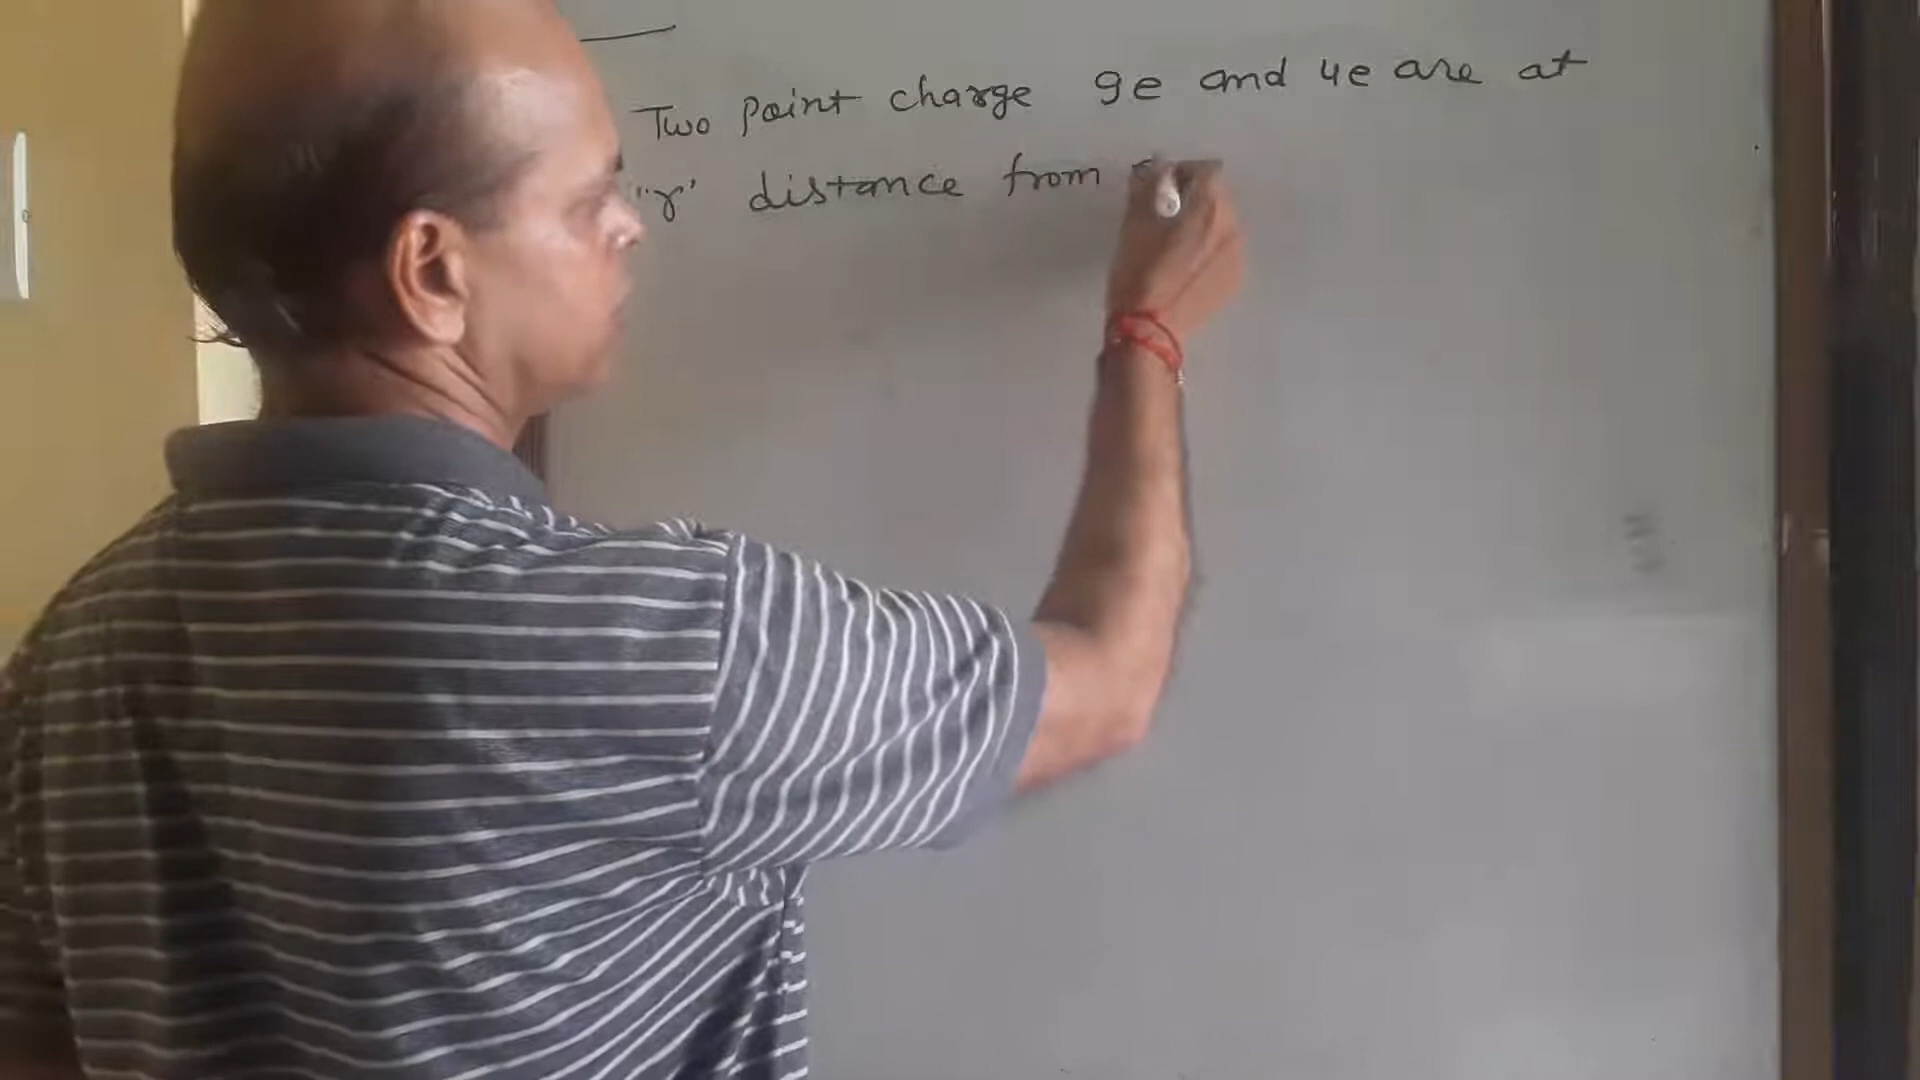 Two point charge 9e and 4e are at
"r" distance from